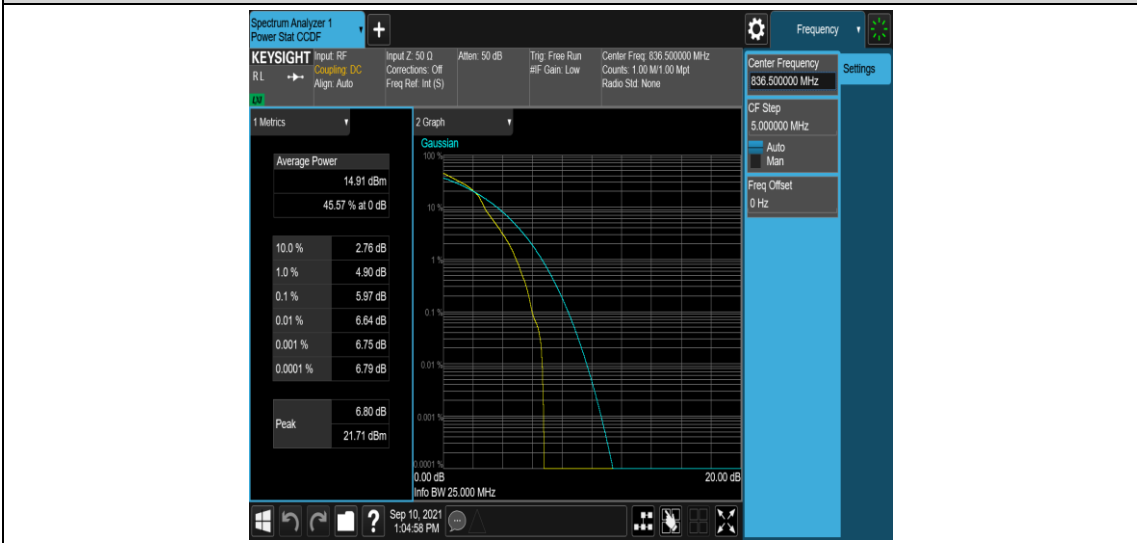 Spectrum Analyzer 1
Power Stat CCDF
+
Frequency
KEYSIGHT
R L
LXI
Input: RF
Coupling: DC
Align: Auto
Input Z: 50 Ω
Corrections: Off
Freq Ref: Int (S)
Atten: 50 dB
Trig: Free Run
#IF Gain: Low
Center Freq: 836.500000 MHz
Counts: 1.00 M/1.00 Mpt
Radio Std: None
Center Frequency
836.500000 MHz
Settings
CF Step
5.000000 MHz
Auto
Man
Freq Offset
0 Hz
1 Metrics
Average Power
14.91 dBm
45.57 % at 0 dB
10.0 % 2.76 dB
1.0 % 4.90 dB
0.1 % 5.97 dB
0.01 % 6.64 dB
0.001 % 6.75 dB
0.0001 % 6.79 dB
Peak
6.80 dB
21.71 dBm
2 Graph
Gaussian
100 %
10 %
1 %
0.1 %
0.01 %
0.001 %
0.0001 %
0.00 dB 20.00 dB
Info BW 25.000 MHz
?
Sep 10, 2021
1:04:58 PM